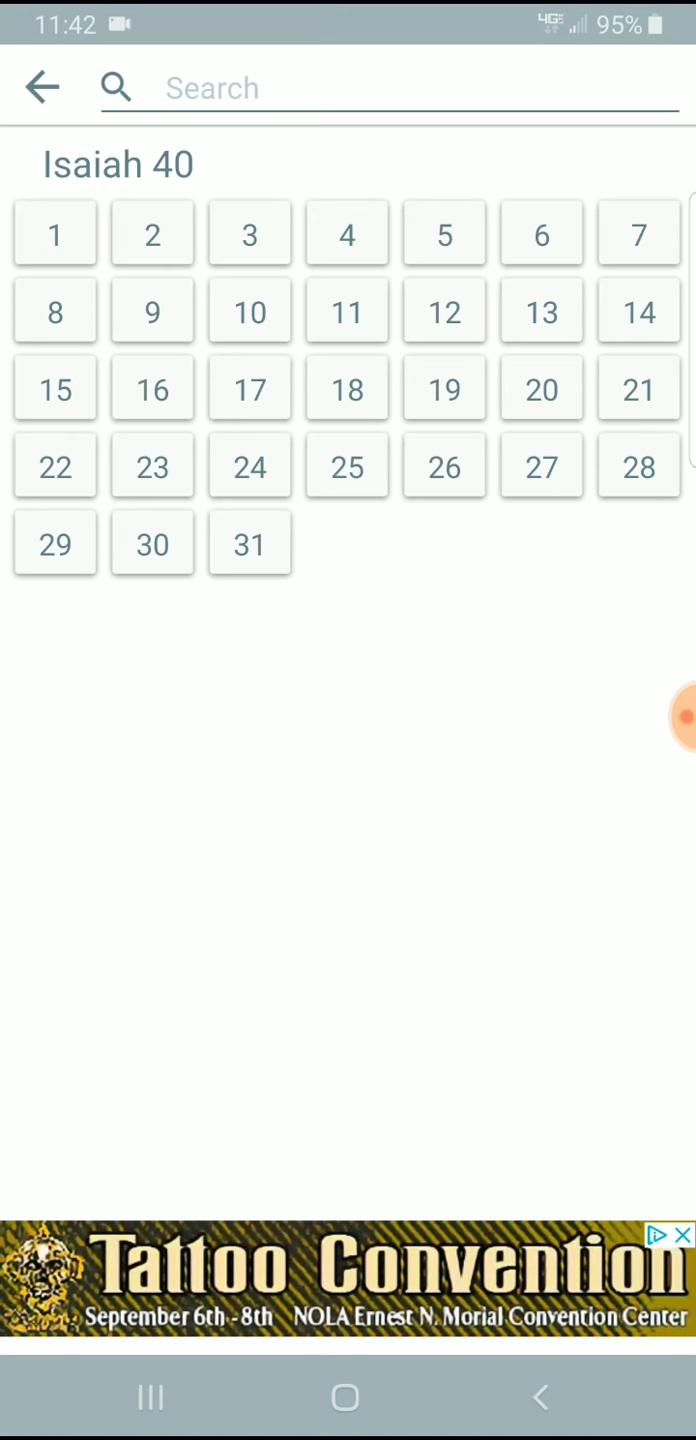 11:42 4GE 95%
Search
Isaiah 40
1 2 3 4 5 6 7
8 9 10 11 12 13 14
15 16 17 18 19 20 21
22 23 24 25 26 27 28
29 30 31
Tattoo Convention
September 6th - 8th NOLA Ernest N. Morial Convention Center